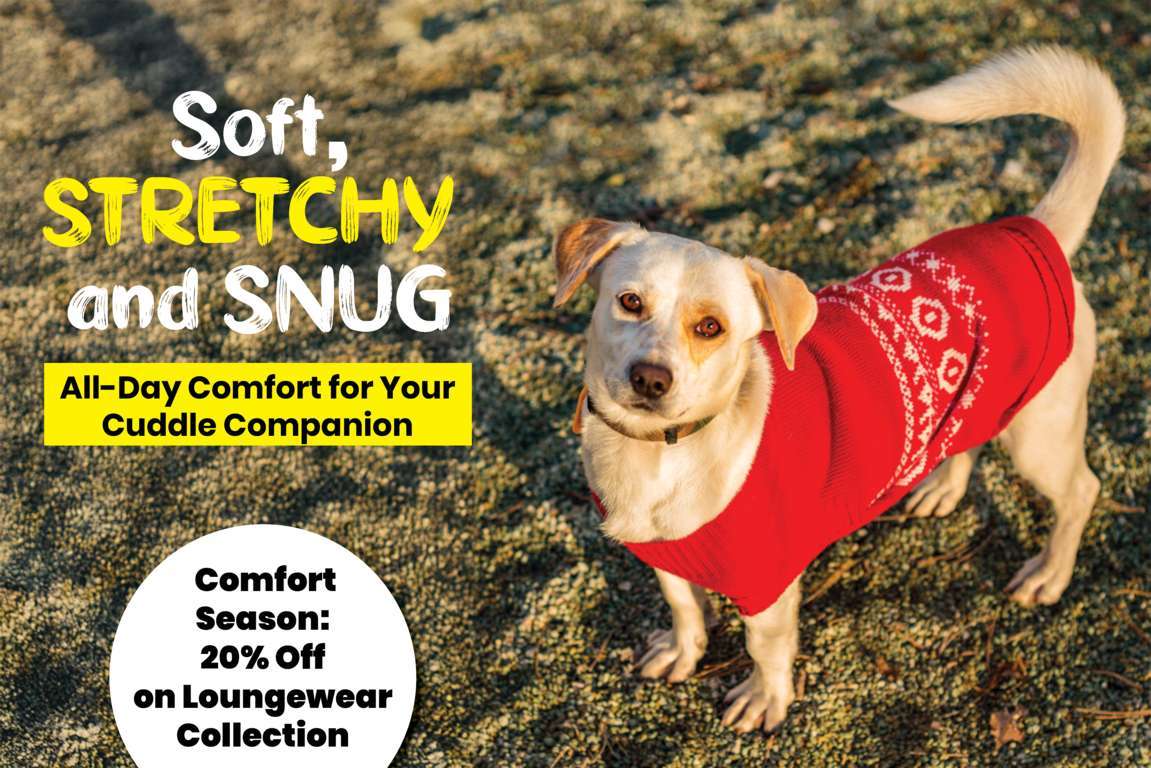 Soft,
STRETCHY
and SNUG
All-Day Comfort for Your
Cuddle Companion
Comfort
Season:
20% Off
on Loungewear
Collection